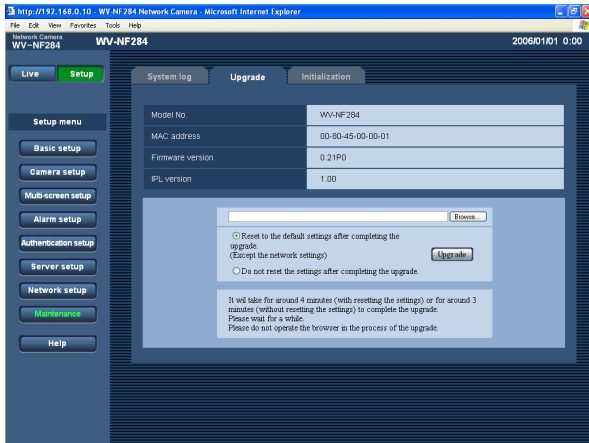 http://192.168.0.10 - WV-NF284 Network Camera - Microsoft Internet Explorer
File Edit View Favorites Tools Help
Network Camera
WV-NF284
WV-NF284
2006/01/01 0:00
Live Setup
System log Upgrade Initialization
Setup menu
Basic setup
Camera setup
Multi-screen setup
Alarm setup
Authentication setup
Server setup
Network setup
Maintenance
Help
Model No. WV-NF284
MAC address 00-80-45-00-00-01
Firmware version 0.21P0
IPL version 1.00
Browse...
Reset to the default settings after completing the
upgrade.
(Except the network settings)
Upgrade
Do not reset the settings after completing the upgrade.
It will take for around 4 minutes (with resetting the settings) or for around 3
minutes (without resetting the settings) to complete the upgrade.
Please wait for a while.
Please do not operate the browser in the process of the upgrade.